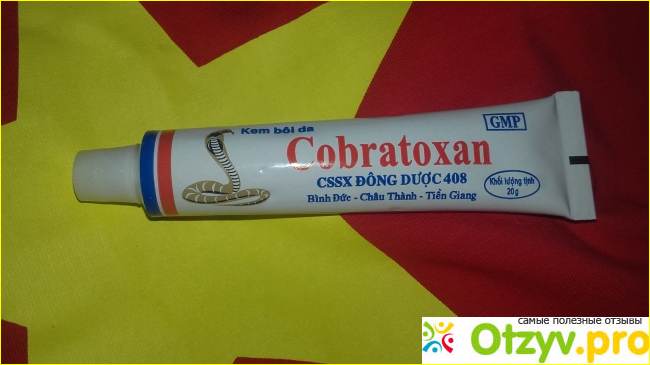 Kem bôi da
GMP
Cobratoxan
CSSX ĐÔNG DƯỢC 408
Bình Đức - Châu Thành - Tiền Giang
Khối lượng tịnh
20g
самые полезные отзывы
Otzyv.pro